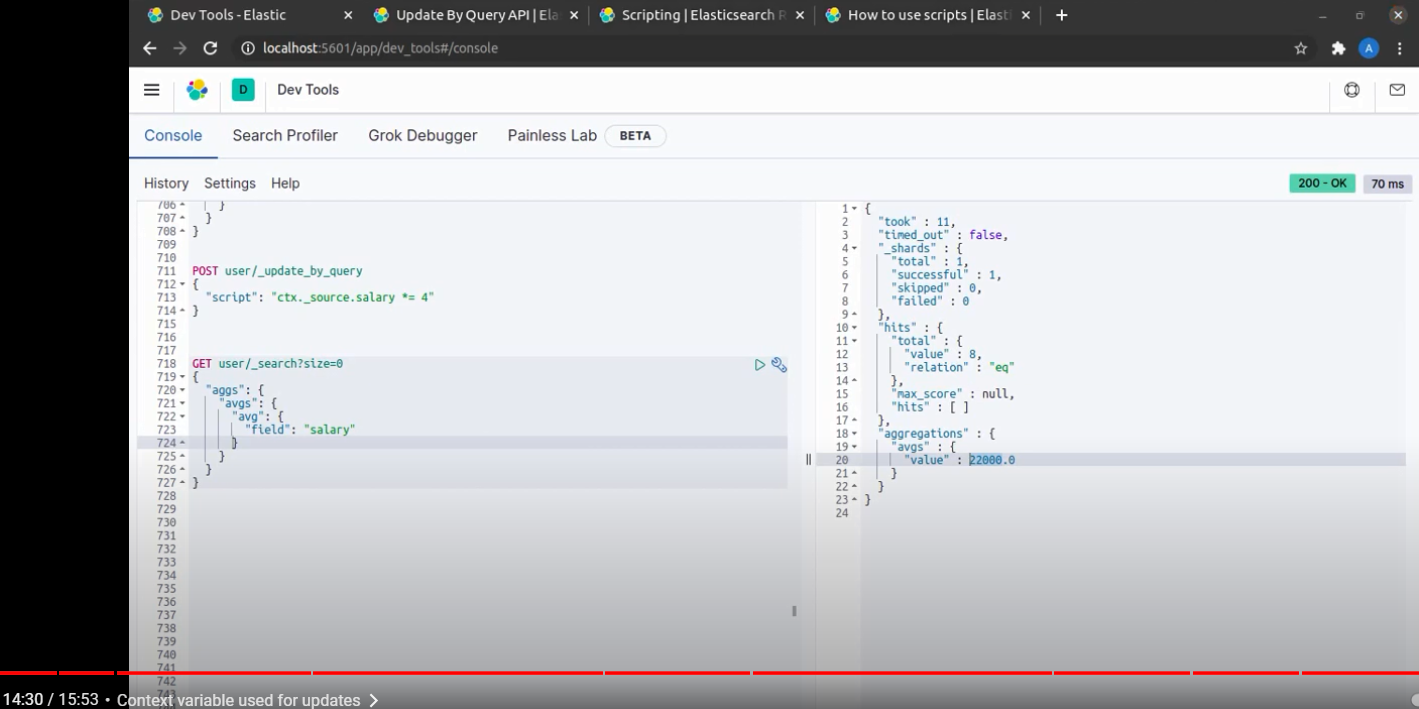 Dev Tools - Elastic
Update By Query API | Ela
Scripting | Elasticsearch R
How to use scripts | Elast
localhost:5601/app/dev_tools#/console
A
D
Dev Tools
Console
Search Profiler
Grok Debugger
Painless Lab
BETA
History
Settings
Help
200 - OK
70 ms
706 }
707 }
708 }
709
710
711 POST user/_update_by_query
712 {
713 "script": "ctx._source.salary *= 4"
714 }
715
716
717
718 GET user/_search?size=0
719 {
720 "aggs": {
721 "avgs": {
722 "avg": {
723 "field": "salary"
724 }
725 }
726 }
727 }
728
729
730
731
732
733
734
735
736
737
738
739
740
741
742
743
1 {
2 "took" : 11,
3 "timed_out" : false,
4 "_shards" : {
5 "total" : 1,
6 "successful" : 1,
7 "skipped" : 0,
8 "failed" : 0
9 },
10 "hits" : {
11 "total" : {
12 "value" : 8,
13 "relation" : "eq"
14 },
15 "max_score" : null,
16 "hits" : [ ]
17 },
18 "aggregations" : {
19 "avgs" : {
20 "value" : 22000.0
21 }
22 }
23 }
24
14:30 / 15:53 • Context variable used for updates